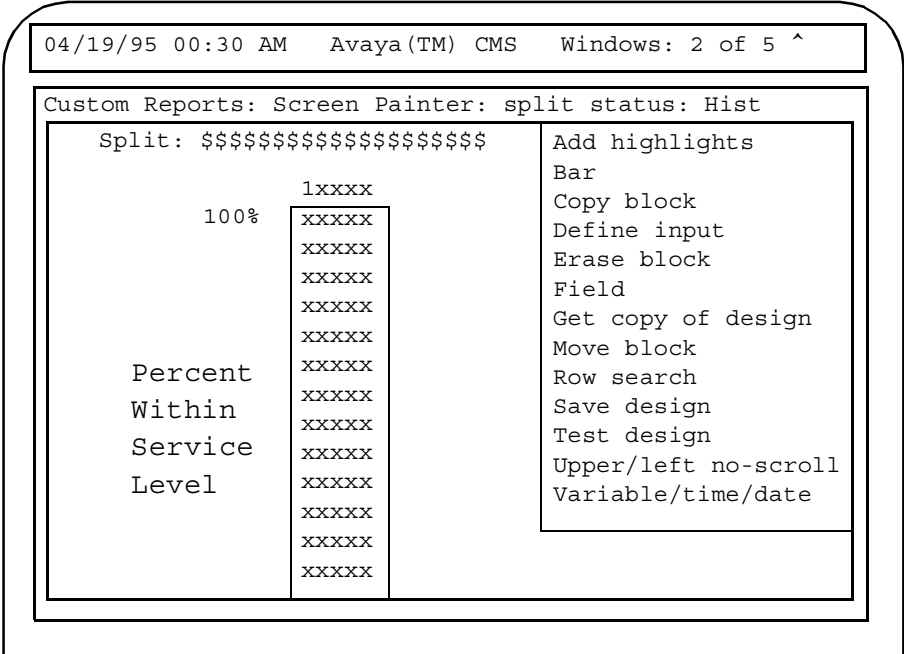 04/19/95 00:30 AM Avaya(TM) CMS Windows: 2 of 5 ^
Custom Reports: Screen Painter: split status: Hist
Split: $$$$$$$$$$$$$$$$$$$$
1xxxx
100%
xxxxx
xxxxx
xxxxx
xxxxx
xxxxx
xxxxx
xxxxx
xxxxx
xxxxx
xxxxx
xxxxx
xxxxx
xxxxx
Percent
Within
Service
Level
Add highlights
Bar
Copy block
Define input
Erase block
Field
Get copy of design
Move block
Row search
Save design
Test design
Upper/left no-scroll
Variable/time/date